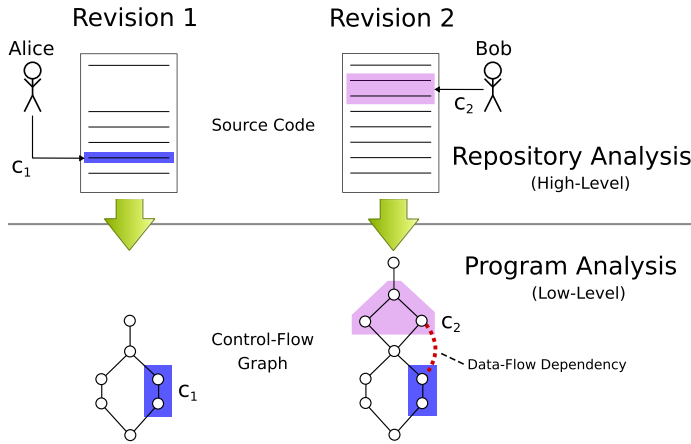 Revision 1
Revision 2
Alice
Bob
c1
Source Code
c2
Repository Analysis
(High-Level)
Program Analysis
(Low-Level)
Control-Flow
Graph
c1
c2
Data-Flow Dependency